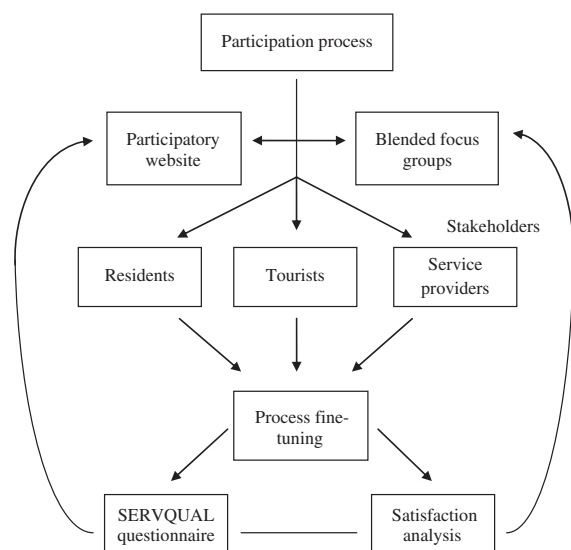 Participation process
Participatory
website
Blended focus
groups
Stakeholders
Residents
Tourists
Service
providers
Process fine-
tuning
SERVQUAL
questionnaire
Satisfaction
analysis